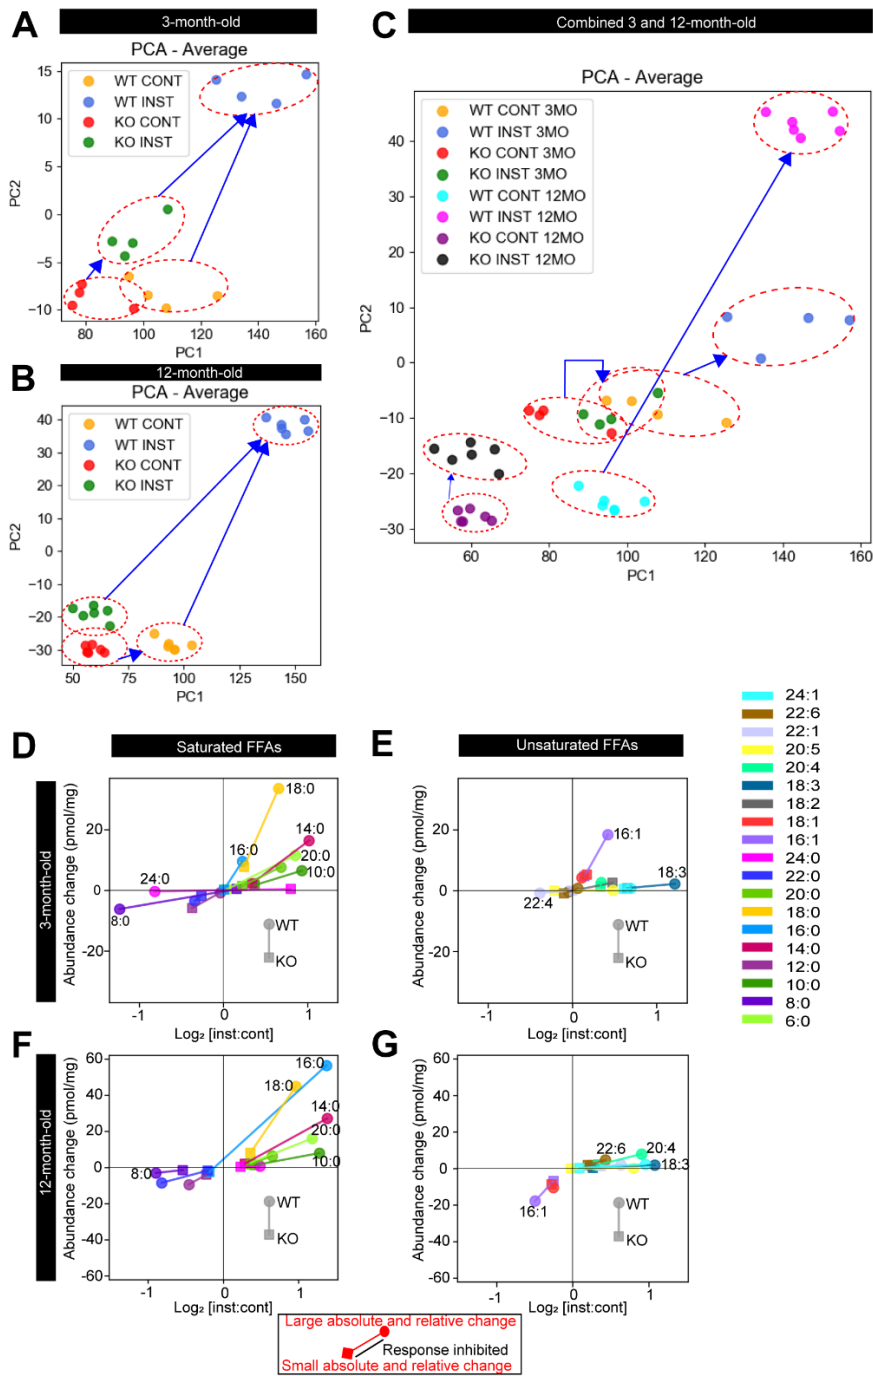 A
3-month-old
PCA - Average
WT CONT
WT INST
KO CONT
KO INST
15
10
5
0
−5
−10
PC2
80
100
120
140
160
PC1
B
12-month-old
PCA - Average
WT CONT
WT INST
KO CONT
KO INST
40
30
20
10
0
−10
−20
−30
PC2
50
75
100
125
150
PC1
C
Combined 3 and 12-month-old
PCA - Average
WT CONT 3MO
WT INST 3MO
KO CONT 3MO
KO INST 3MO
WT CONT 12MO
WT INST 12MO
KO CONT 12MO
KO INST 12MO
40
30
20
10
0
−10
−20
−30
PC2
60
80
100
120
140
160
PC1
D
Saturated FFAs
3-month-old
Abundance change (pmol/mg)
20
0
-20
18:0
14:0
16:0
20:0
10:0
24:0
8:0
WT
KO
-1
0
1
Log₂ [inst:cont]
E
Unsaturated FFAs
Abundance change (pmol/mg)
20
0
-20
16:1
18:3
22:4
WT
KO
-1
0
1
Log₂ [inst:cont]
24:1
22:6
22:1
20:5
20:4
18:3
18:2
18:1
16:1
24:0
22:0
20:0
18:0
16:0
14:0
12:0
10:0
8:0
6:0
F
12-month-old
Abundance change (pmol/mg)
60
40
20
0
-20
-40
-60
16:0
18:0
14:0
20:0
10:0
8:0
WT
KO
-1
0
1
Log₂ [inst:cont]
G
Abundance change (pmol/mg)
60
40
20
0
-20
-40
-60
22:6
20:4
18:3
16:1
WT
KO
-1
0
1
Log₂ [inst:cont]
Large absolute and relative change
Response inhibited
Small absolute and relative change